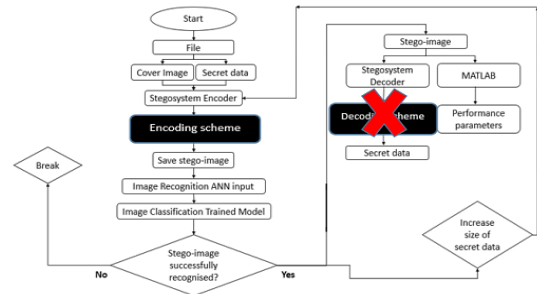 Start
File
Cover Image
Secret data
Stegosystem Encoder
Encoding scheme
Save stego-image
Image Recognition ANN input
Image Classification Trained Model
Stego-image
successfully
recognised?
No
Yes
Break
Stego-image
Stegosystem
Decoder
MATLAB
Performance
parameters
Secret data
Increase
size of
secret data